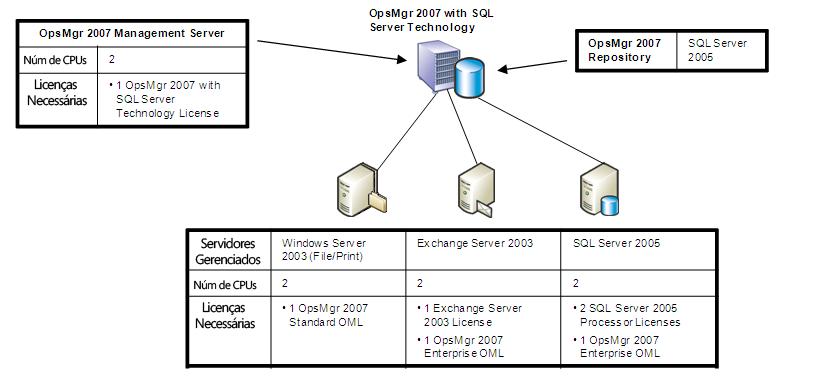 OpsMgr 2007 with SQL
Server Technology
OpsMgr 2007 Management Server
Núm de CPUs
2
Licenças
Necessárias
• 1 OpsMgr 2007 with
SQL Server
Technology License
OpsMgr 2007
Repository
SQL Server
2005
Servidores
Gerenciados
Windows Server
2003 (File/Print)
Exchange Server 2003
SQL Server 2005
Núm de CPUs
2
2
2
Licenças
Necessárias
• 1 OpsMgr 2007
Standard OML
• 1 Exchange Server
2003 License
• 1 OpsMgr 2007
Enterprise OML
• 2 SQL Server 2005
Processor Licenses
• 1 OpsMgr 2007
Enterprise OML